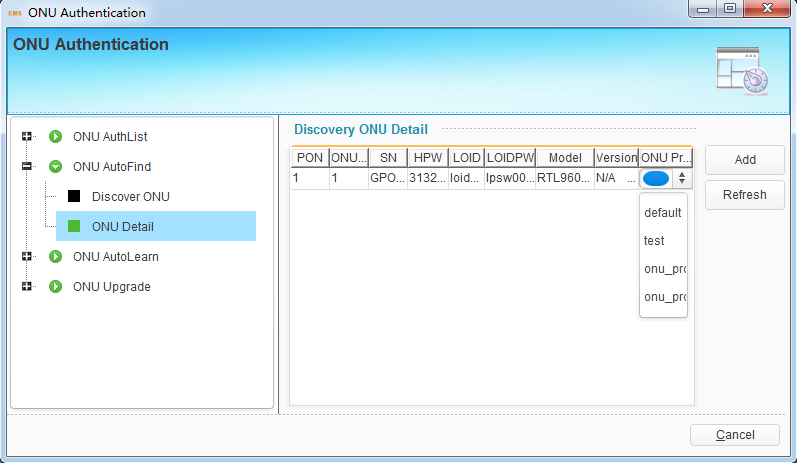 EMS ONU Authentication
ONU Authentication
ONU AuthList
ONU AutoFind
Discover ONU
ONU Detail
ONU AutoLearn
ONU Upgrade
Discovery ONU Detail
PON ONU... SN HPW LOID LOIDPW Model Version ONU Pr...
1 1 GPO... 3132... loid... lpsw00... RTL960... N/A ...
default
test
onu_pro
onu_pro
Add
Refresh
Cancel